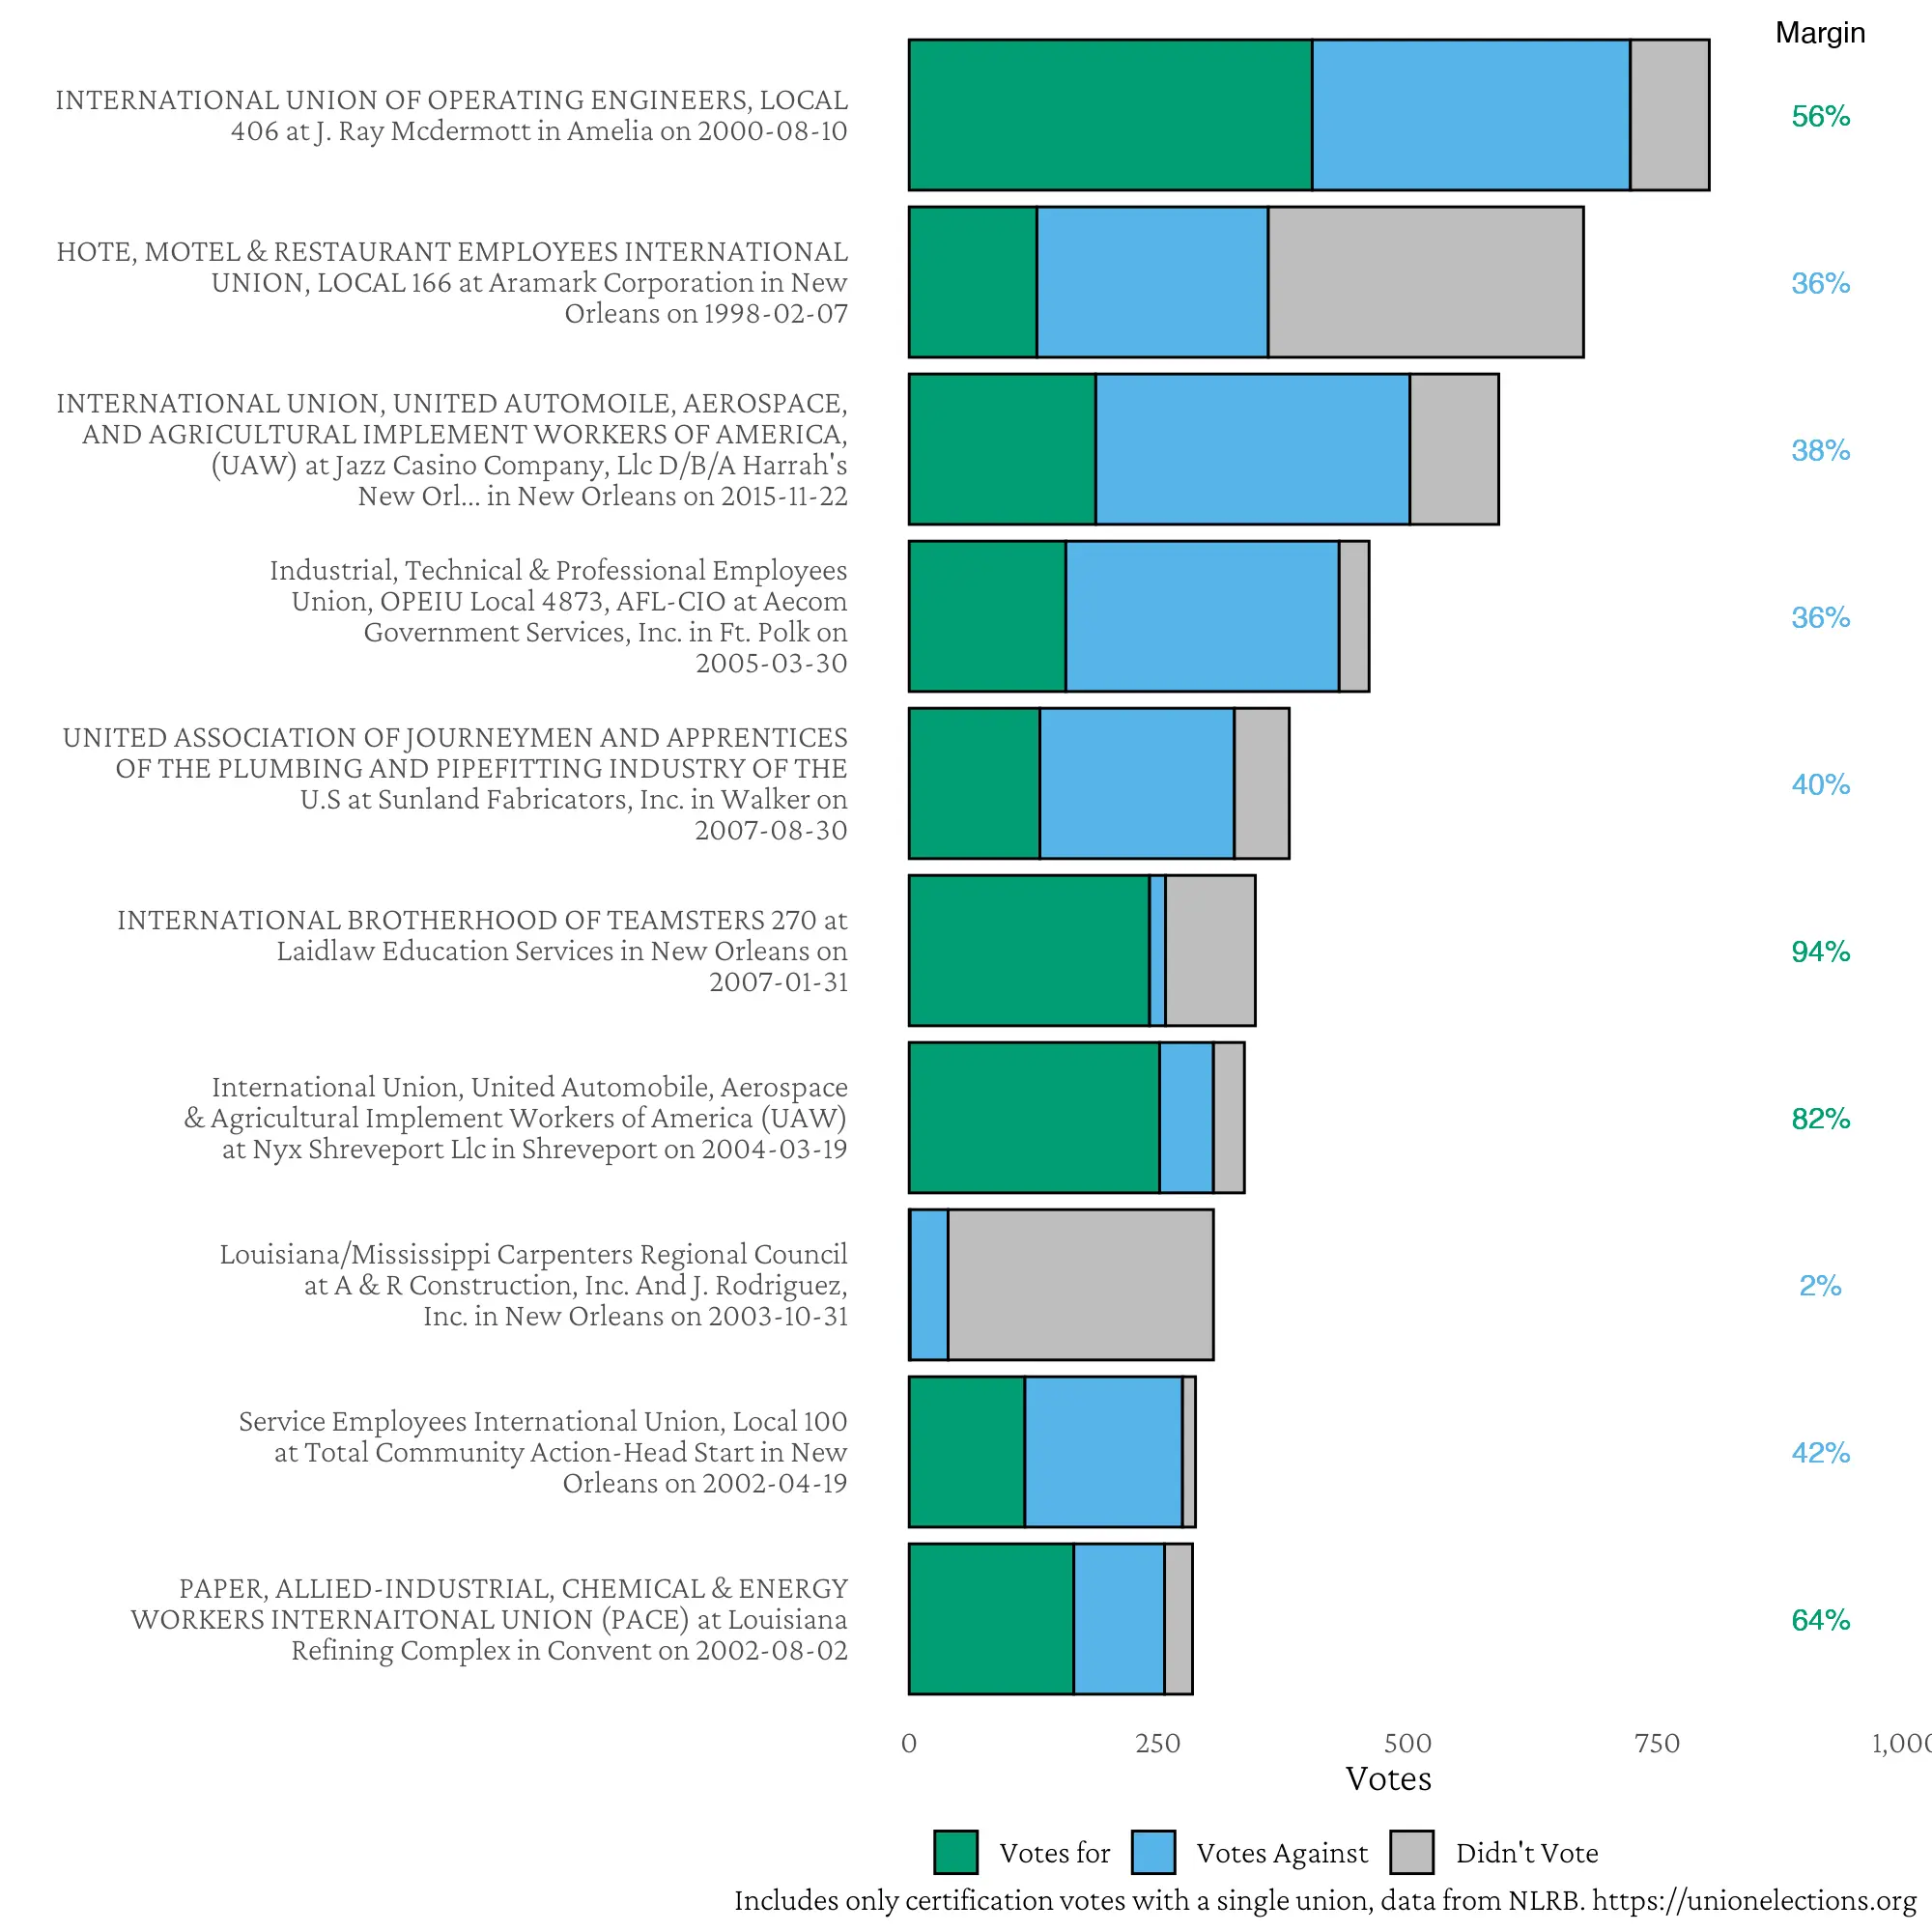 Margin
INTERNATIONAL UNION OF OPERATING ENGINEERS, LOCAL
406 at J. Ray Mcdermott in Amelia on 2000-08-10
56%
HOTE, MOTEL & RESTAURANT EMPLOYEES INTERNATIONAL
UNION, LOCAL 166 at Aramark Corporation in New
Orleans on 1998-02-07
36%
INTERNATIONAL UNION, UNITED AUTOMOILE, AEROSPACE,
AND AGRICULTURAL IMPLEMENT WORKERS OF AMERICA,
(UAW) at Jazz Casino Company, Llc D/B/A Harrah's
New Orl... in New Orleans on 2015-11-22
38%
Industrial, Technical & Professional Employees
Union, OPEIU Local 4873, AFL-CIO at Aecom
Government Services, Inc. in Ft. Polk on
2005-03-30
36%
UNITED ASSOCIATION OF JOURNEYMEN AND APPRENTICES
OF THE PLUMBING AND PIPEFITTING INDUSTRY OF THE
U.S at Sunland Fabricators, Inc. in Walker on
2007-08-30
40%
INTERNATIONAL BROTHERHOOD OF TEAMSTERS 270 at
Laidlaw Education Services in New Orleans on
2007-01-31
94%
International Union, United Automobile, Aerospace
& Agricultural Implement Workers of America (UAW)
at Nyx Shreveport Llc in Shreveport on 2004-03-19
82%
Louisiana/Mississippi Carpenters Regional Council
at A & R Construction, Inc. And J. Rodriguez,
Inc. in New Orleans on 2003-10-31
2%
Service Employees International Union, Local 100
at Total Community Action-Head Start in New
Orleans on 2002-04-19
42%
PAPER, ALLIED-INDUSTRIAL, CHEMICAL & ENERGY
WORKERS INTERNAITONAL UNION (PACE) at Louisiana
Refining Complex in Convent on 2002-08-02
64%
0 250 500 750 1,000
Votes
Votes for Votes Against Didn't Vote
Includes only certification votes with a single union, data from NLRB. https://unionelections.org